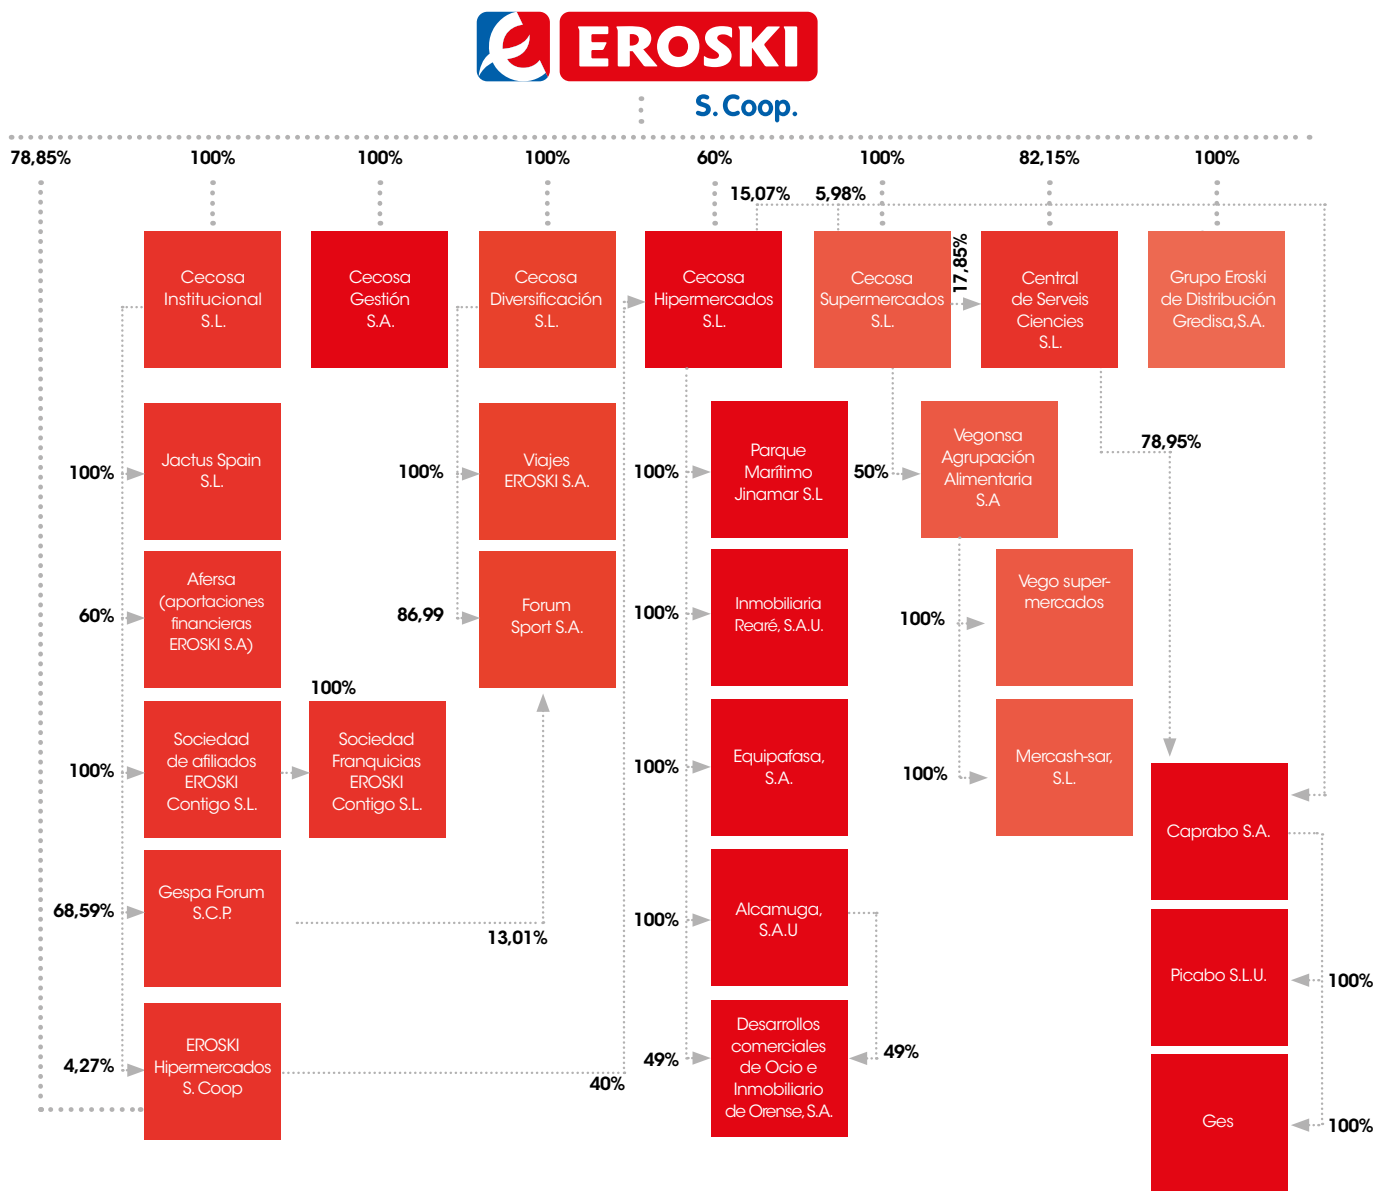 EROSKI
S. Coop.
78,85%
100%
100%
100%
60%
100%
82,15%
100%
15,07%
5,98%
17,85%
Cecosa
Institucional
S.L.
Cecosa
Gestión
S.A.
Cecosa
Diversificación
S.L.
Cecosa
Hipermercados
S.L.
Cecosa
Supermercados
S.L.
Central
de Serveis
Ciencies
S.L.
Grupo Eroski
de Distribución
Gredisa,S.A.
100%
Jactus Spain
S.L.
60%
Afersa
(aportaciones
financieras
EROSKI S.A)
100%
Sociedad
de afiliados
EROSKI
Contigo S.L.
100%
Sociedad
Franquicias
EROSKI
Contigo S.L.
68,59%
Gespa Forum
S.C.P.
13,01%
4,27%
EROSKI
Hipermercados
S. Coop
40%
100%
Viajes
EROSKI S.A.
86,99
Forum
Sport S.A.
100%
Parque
Marítimo
Jinamar S.L
100%
Inmobiliaria
Rearé, S.A.U.
100%
Equipafasa,
S.A.
100%
Alcamuga,
S.A.U
49%
Desarrollos
comerciales
de Ocio e
Inmobiliario
de Orense, S.A.
49%
50%
Vegonsa
Agrupación
Alimentaria
S.A
100%
Vego super-
mercados
100%
Mercash-sar,
S.L.
78,95%
Caprabo S.A.
Picabo S.L.U.
100%
Ges
100%